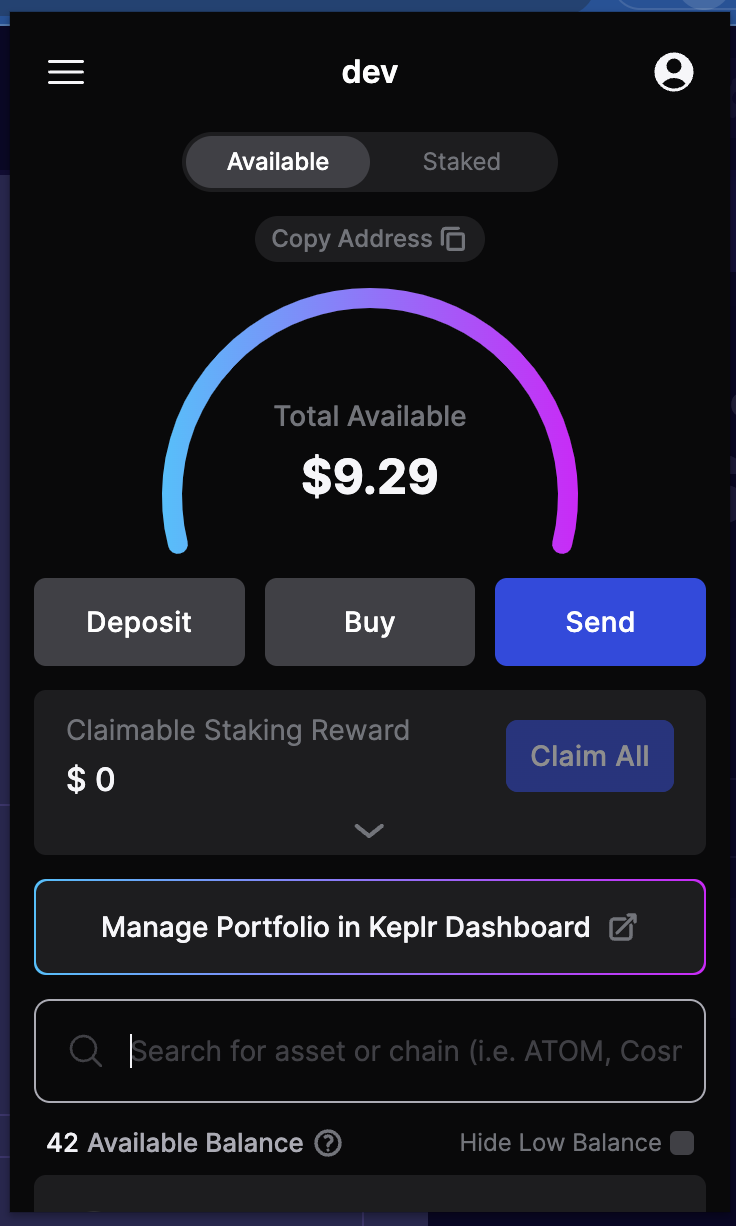 dev
Available Staked
Copy Address
Total Available
$9.29
Deposit Buy Send
Claimable Staking Reward
$ 0
Claim All
Manage Portfolio in Keplr Dashboard
Search for asset or chain (i.e. ATOM, Cosr
42 Available Balance ? Hide Low Balance